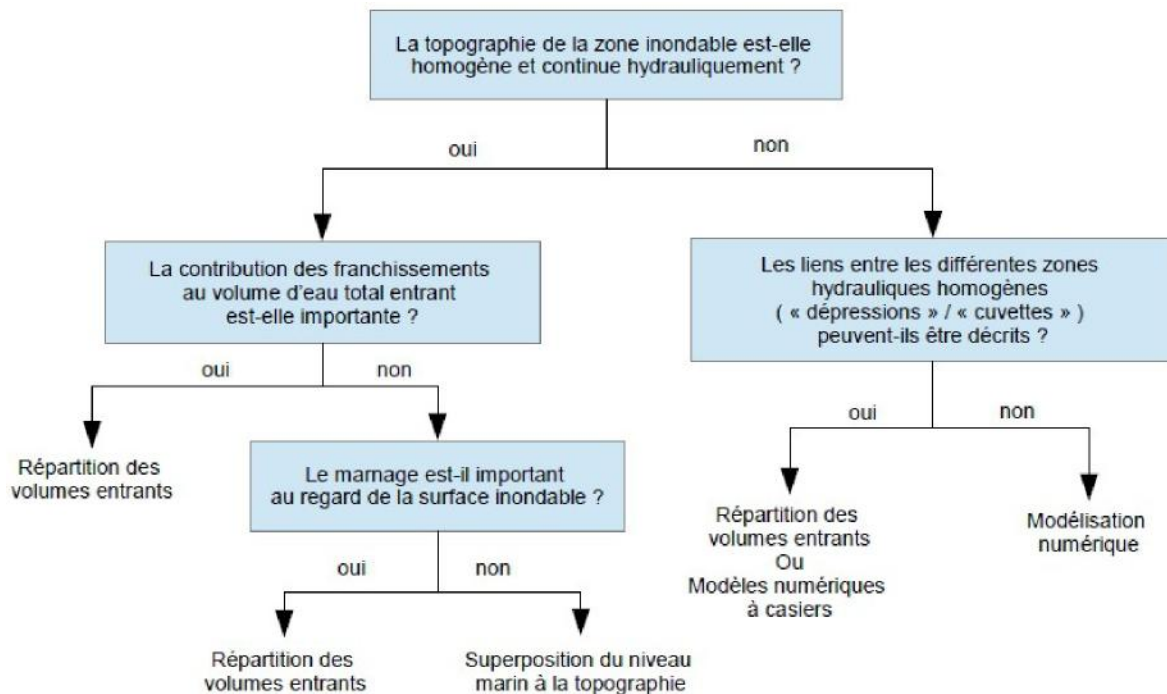 La topographie de la zone inondable est-elle
homogène et continue hydrauliquement ?
oui
non
La contribution des franchissements
au volume d'eau total entrant
est-elle importante ?
Les liens entre les différentes zones
hydrauliques homogènes
( « dépressions » / « cuvettes » )
peuvent-ils être décrits ?
oui
non
oui
non
Répartition des
volumes entrants
Le marnage est-il important
au regard de la surface inondable ?
Répartition des
volumes entrants
Ou
Modèles numériques
à casiers
Modélisation
numérique
oui
non
Répartition des
volumes entrants
Superposition du niveau
marin à la topographie